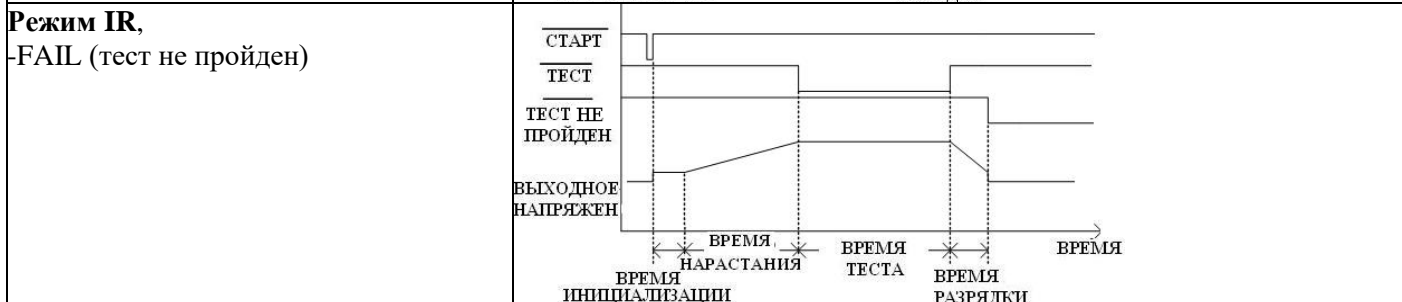 Режим IR,
-FAIL (тест не пройден)
СТАРТ
ТЕСТ
ТЕСТ НЕ
ПРОЙДЕН
ВЫХОДНОЕ
НАПРЯЖЕН
ВРЕМЯ
НАРАСТАНИЯ
ВРЕМЯ
ТЕСТА
ВРЕМЯ
ВРЕМЯ
ИНИЦИАЛИЗАЦИИ
ВРЕМЯ
РАЗРЯДКИ